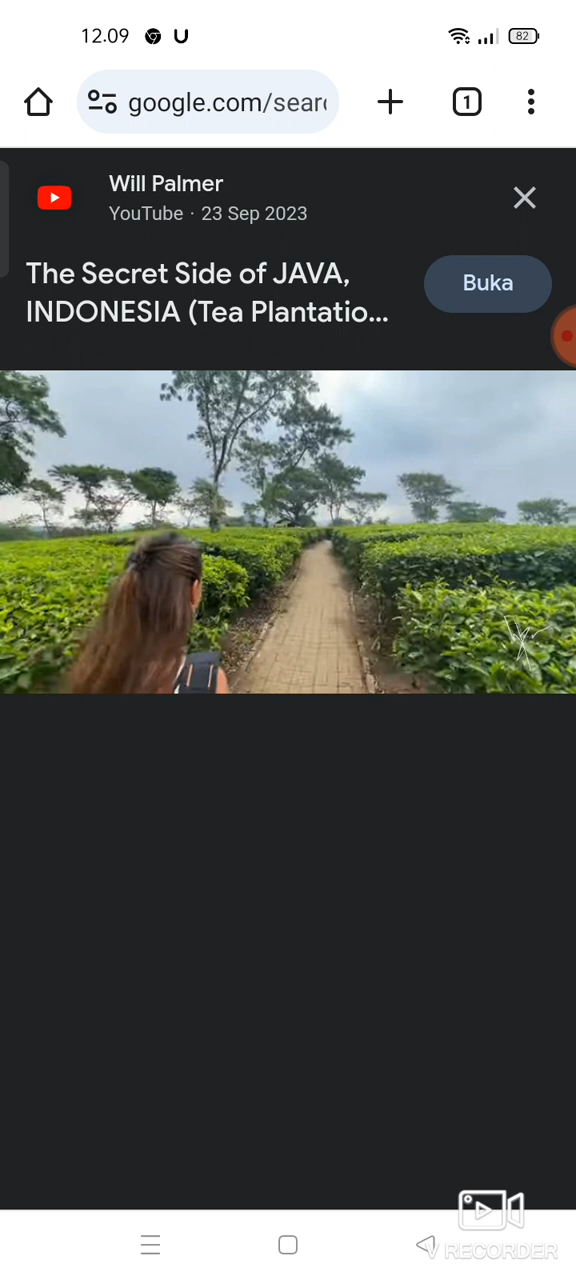 12.09
82
google.com/sear
1
Will Palmer
YouTube · 23 Sep 2023
The Secret Side of JAVA,
INDONESIA (Tea Plantatio...
Buka
V RECORDER